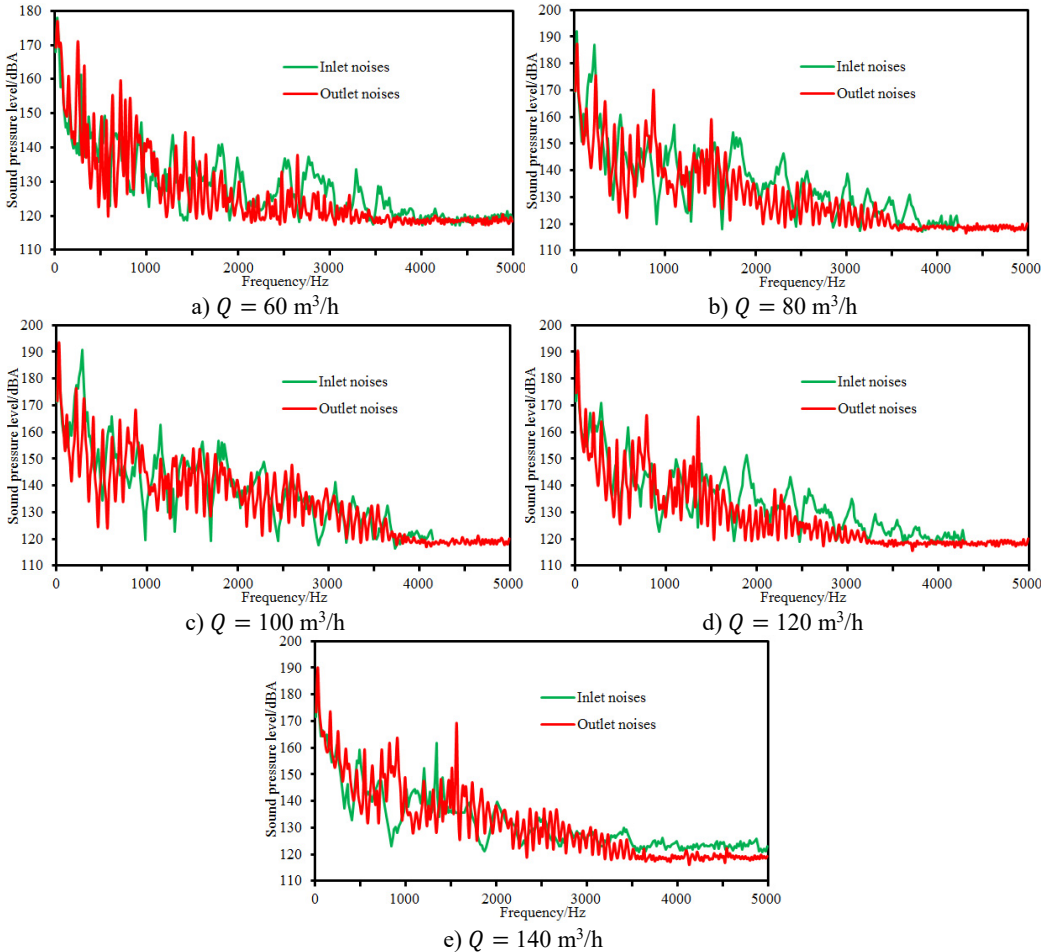 180
170
160
150
140
130
120
110
Sound pressure level/dBA
Inlet noises
Outlet noises
0 1000 2000 3000 4000 5000
Frequency/Hz
a) Q = 60 m³/h
200
190
180
170
160
150
140
130
120
110
Sound pressure level/dBA
Inlet noises
Outlet noises
0 1000 2000 3000 4000 5000
Frequency/Hz
b) Q = 80 m³/h
200
190
180
170
160
150
140
130
120
110
Sound pressure level/dBA
Inlet noises
Outlet noises
0 1000 2000 3000 4000 5000
Frequency/Hz
c) Q = 100 m³/h
200
190
180
170
160
150
140
130
120
110
Sound pressure level/dBA
Inlet noises
Outlet noises
0 1000 2000 3000 4000 5000
Frequency/Hz
d) Q = 120 m³/h
200
190
180
170
160
150
140
130
120
110
Sound pressure level/dBA
Inlet noises
Outlet noises
0 1000 2000 3000 4000 5000
Frequency/Hz
e) Q = 140 m³/h